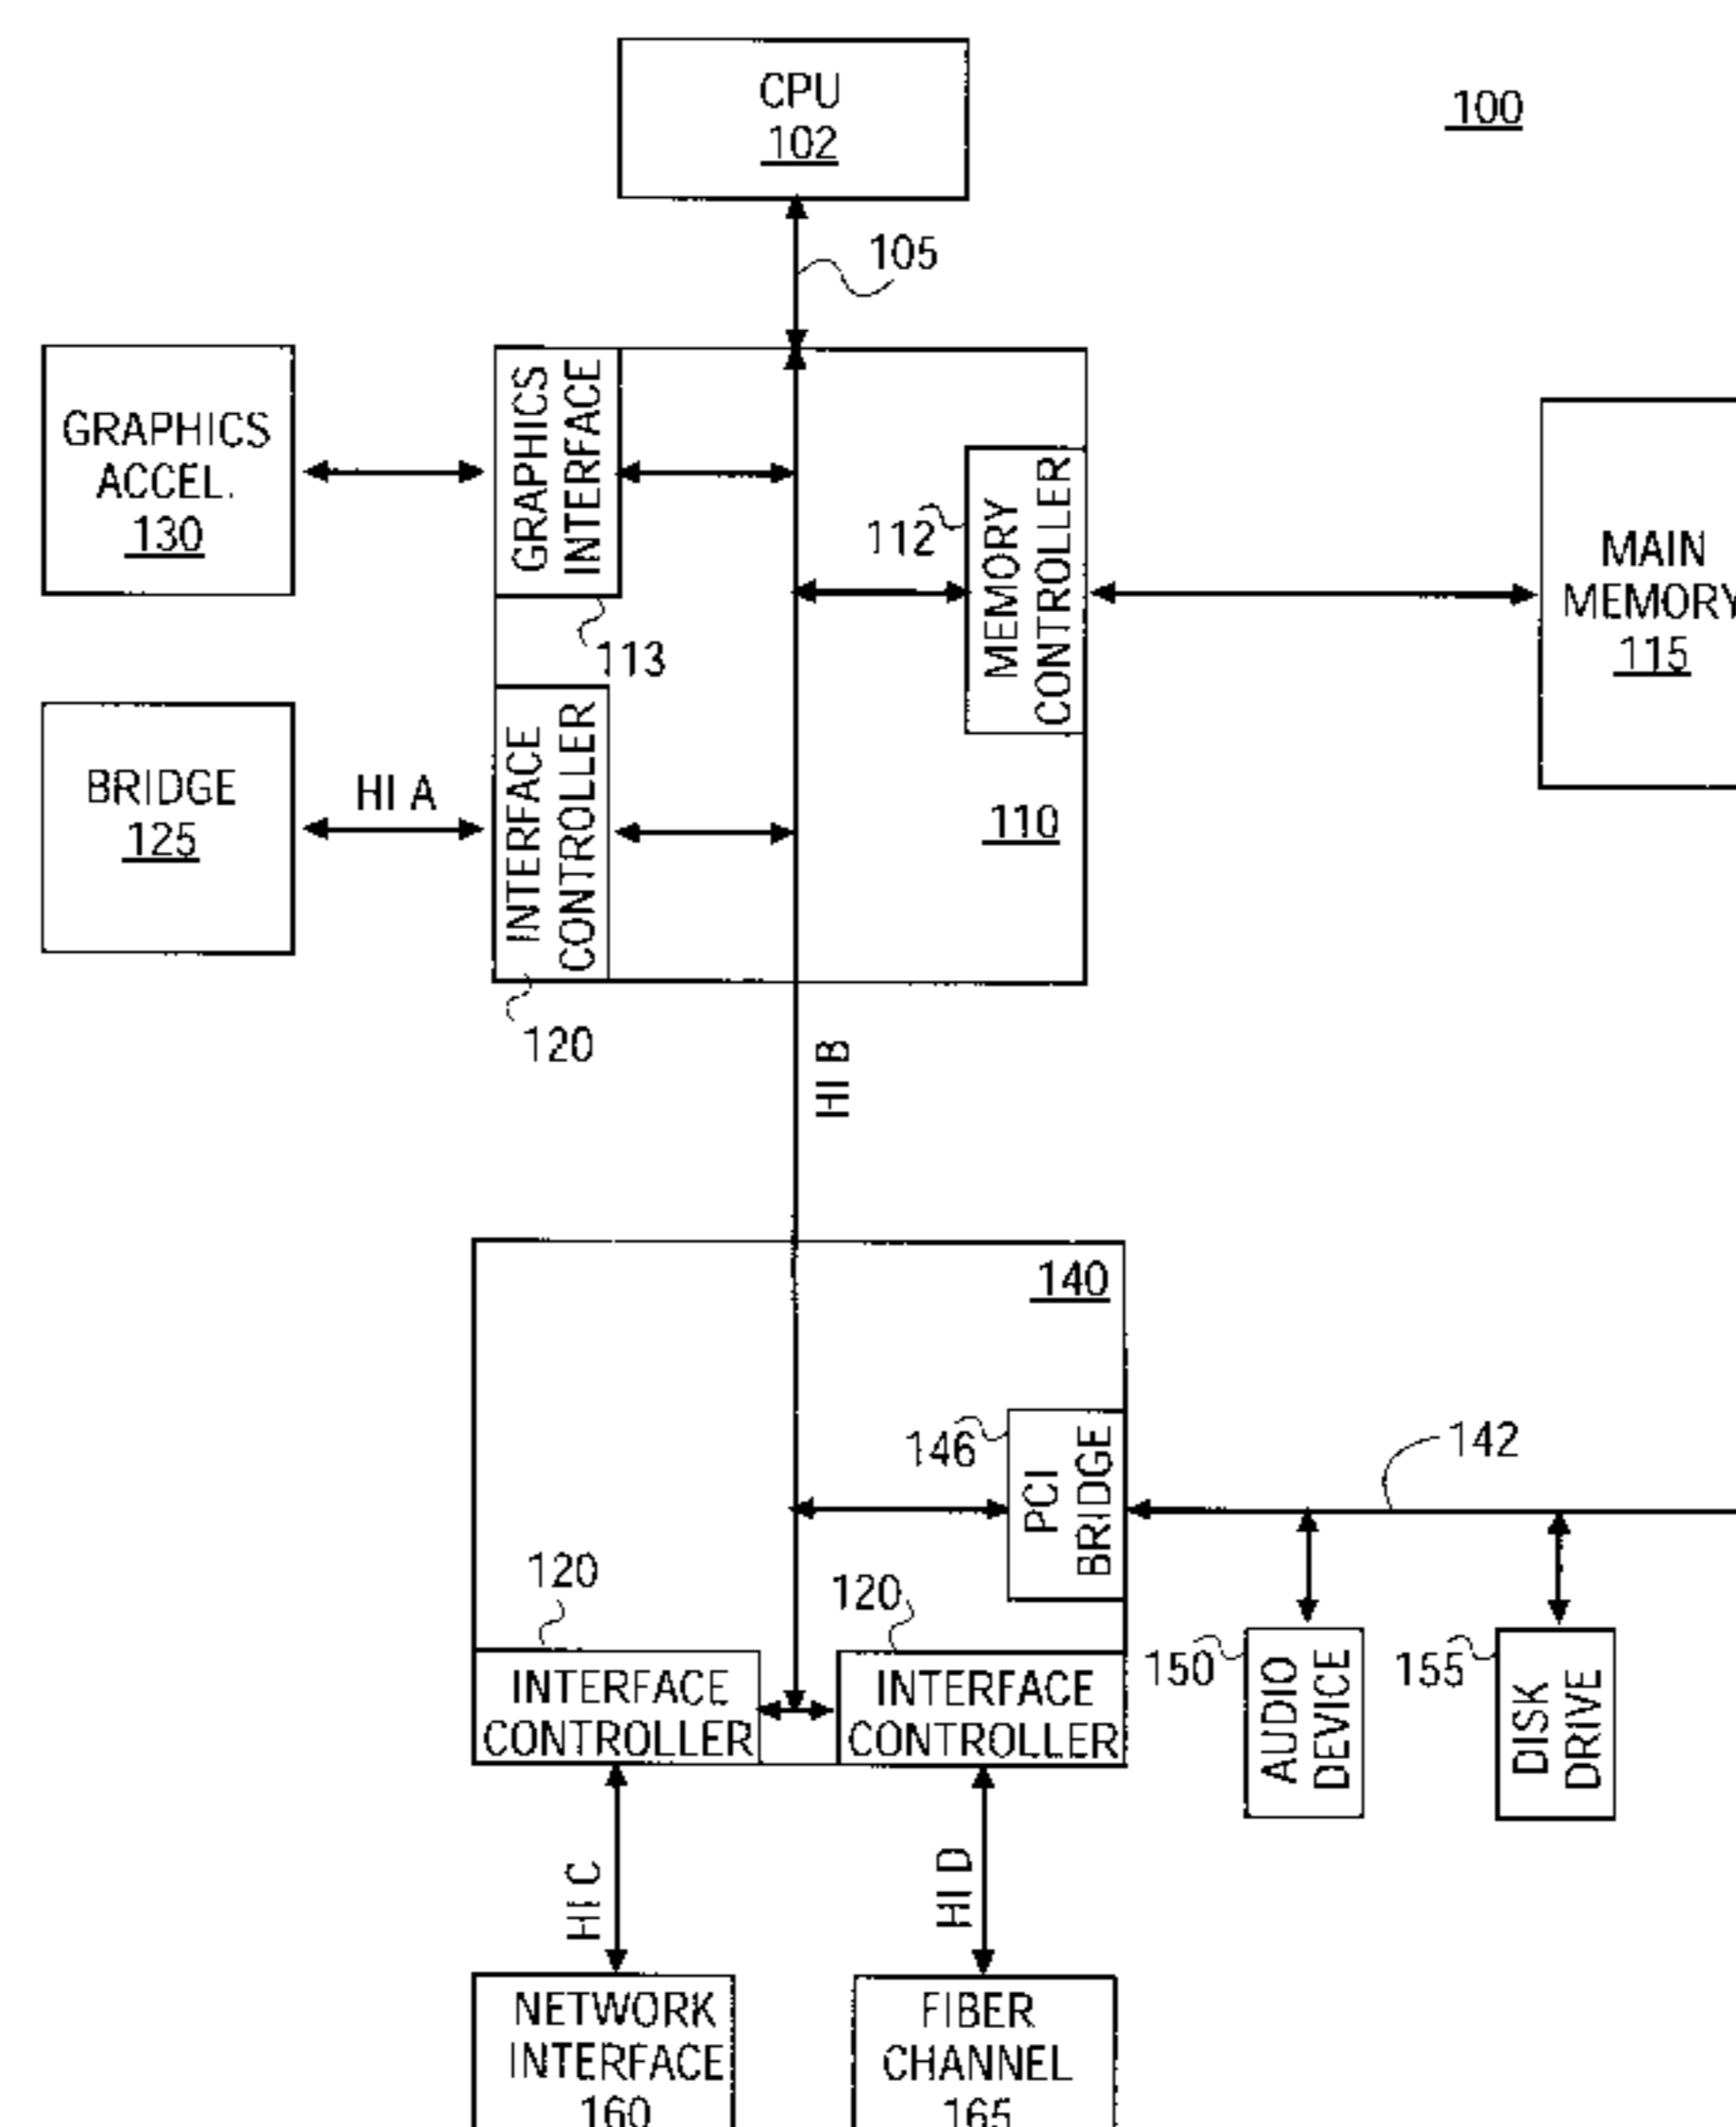 CPU
102
100
105
GRAPHICS
ACCEL.
130
GRAPHICS
INTERFACE
113
112
MEMORY
CONTROLLER
MAIN
MEMORY
115
BRIDGE
125
HI A
INTERFACE
CONTROLLER
120
110
HI B
140
146
PCI
BRIDGE
142
120
INTERFACE
CONTROLLER
120
INTERFACE
CONTROLLER
150
AUDIO
DEVICE
155
DISK
DRIVE
HI C
HI D
NETWORK
INTERFACE
160
FIBER
CHANNEL
165